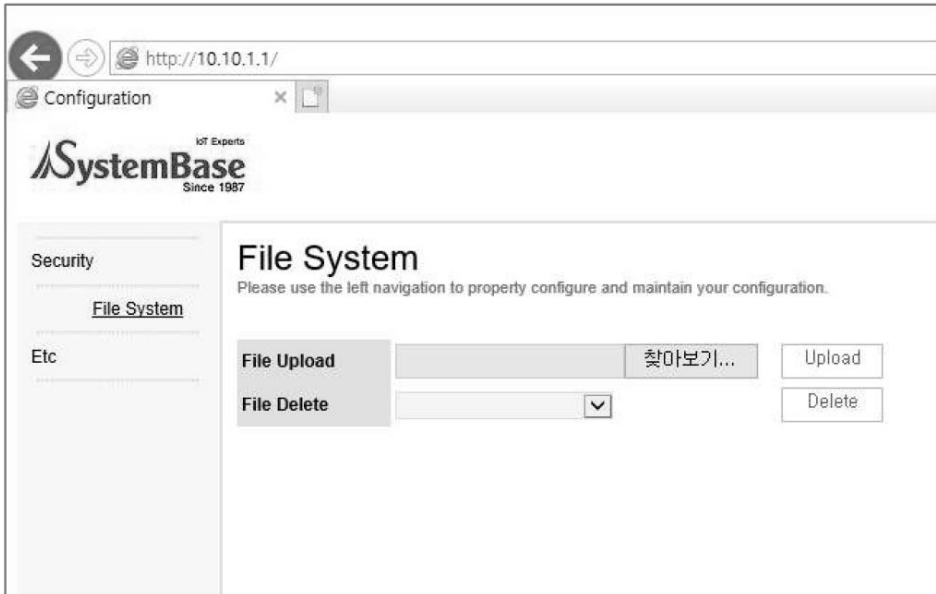 http://10.10.1.1/
Configuration
IoT Experts
SystemBase
Since 1987
Security
File System
Etc
File System
Please use the left navigation to property configure and maintain your configuration.
File Upload 찾아보기... Upload
File Delete Delete